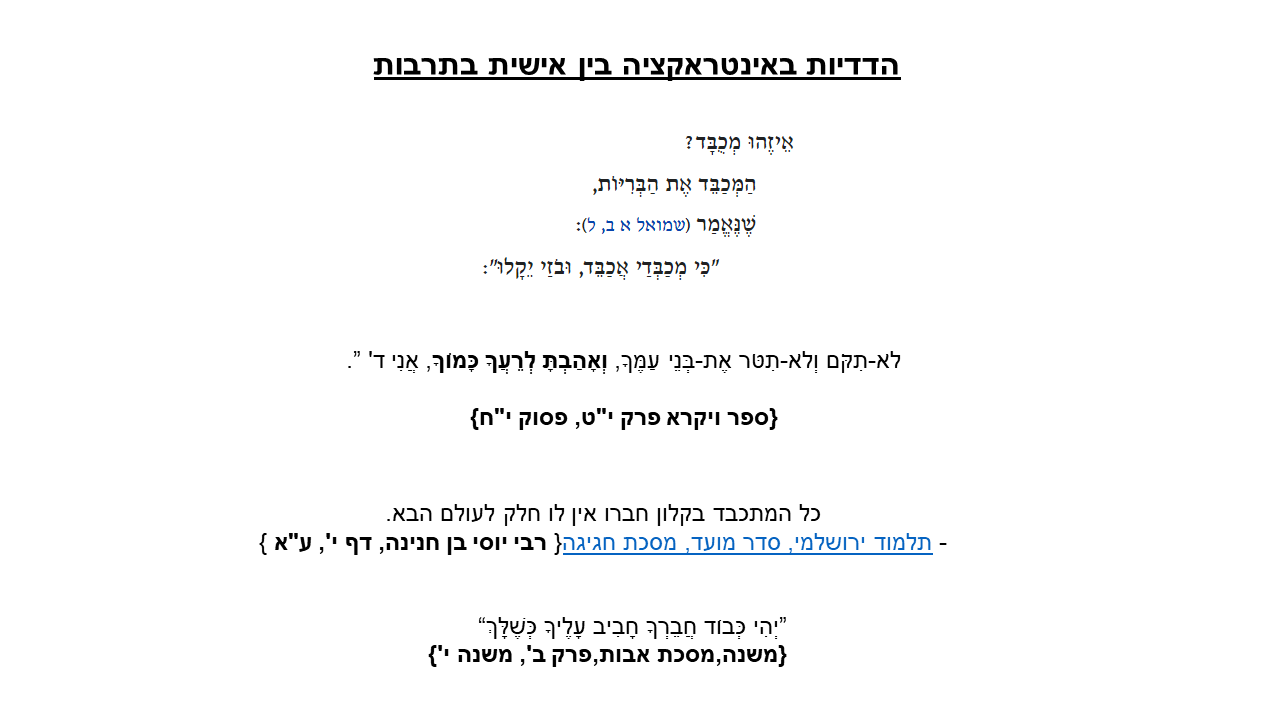 הדדיות באינטראקציה בין אישית בתרבות
אֵיזֶהוּ מְכֻבָּד?
הַמְּכַבֵּד אֶת הַבְּרִיּוֹת,
שֶׁנֶּאֱמַר (שמואל א ב, ל):
"כִּי מְכַבְּדַי אֲכַבֵּד, וּבֹזַי יֵקָלוּ":
לא-תִקֹּם וְלא-תִטֹּר אֶת-בְּנֵי עַמֶּךָ, וְאָהַבְתָּ לְרֵעֲךָ כָּמוֹךָ, אֲנִי ד' ”.
{ספר ויקרא פרק י"ט, פסוק י"ח}
כל המתכבד בקלון חברו אין לו חלק לעולם הבא.
- תלמוד ירושלמי, סדר מועד, מסכת חגיגה{ רבי יוסי בן חנינה, דף י', ע"א }
”יְהִי כְּבוֹד חֲבֵרְךָ חָבִיב עָלֶיךָ כְּשֶׁלָּךְ“
{משנה,מסכת אבות,פרק ב', משנה י'}